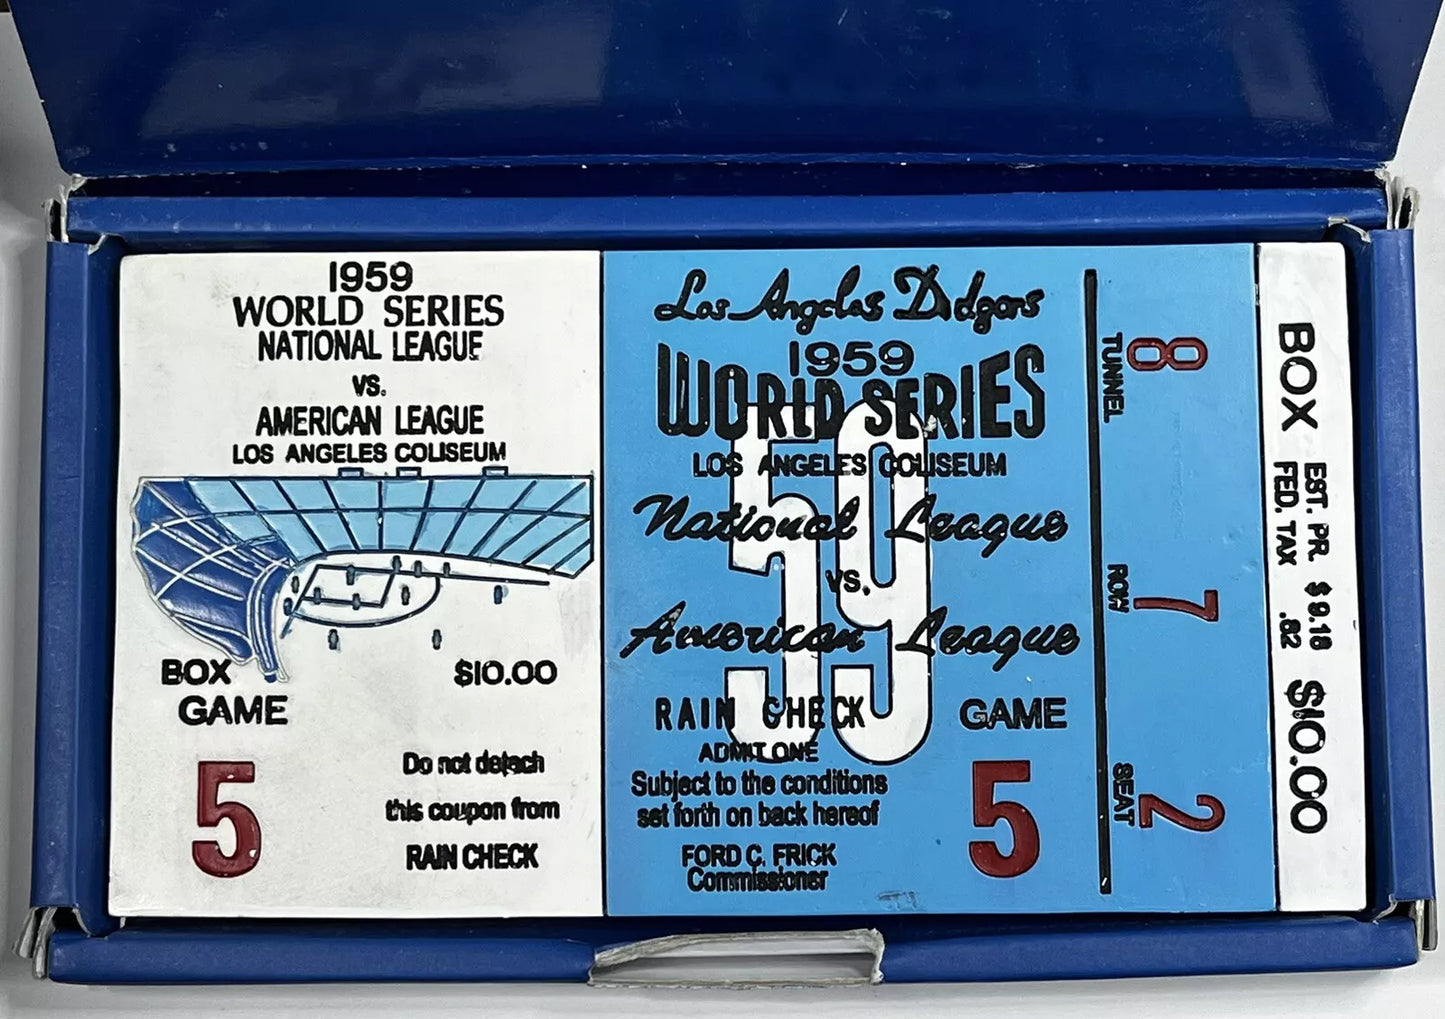 1959
WORLD SERIES
NATIONAL LEAGUE
VS.
AMERICAN LEAGUE
LOS ANGELES COLISEUM
BOX $10.00
GAME
5
Do not detach
this coupon from
RAIN CHECK
Los Angeles Dodgers
1959
WORLD SERIES
59
LOS ANGELES COLISEUM
National League
VS.
American League
RAIN CHECK
GAME
5
ADMIT ONE
Subject to the conditions
set forth on back hereof
FORD C. FRICK
Commissioner
TUNNEL 8
ROW 7
SEAT 2
BOX
EST. PR. $9.18
FED. TAX .82
$10.00